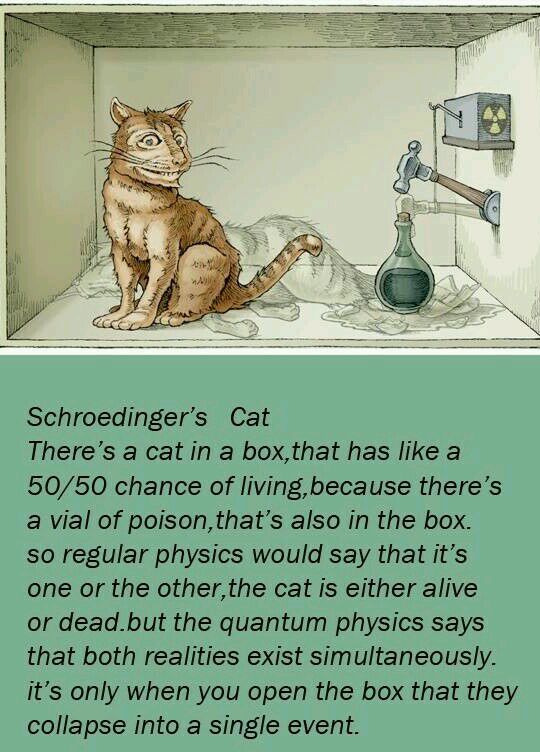 Schroedinger's Cat
There's a cat in a box,that has like a
50/50 chance of living,because there's
a vial of poison,that's also in the box.
so regular physics would say that it's
one or the other,the cat is either alive
or dead.but the quantum physics says
that both realities exist simultaneously.
it's only when you open the box that they
collapse into a single event.